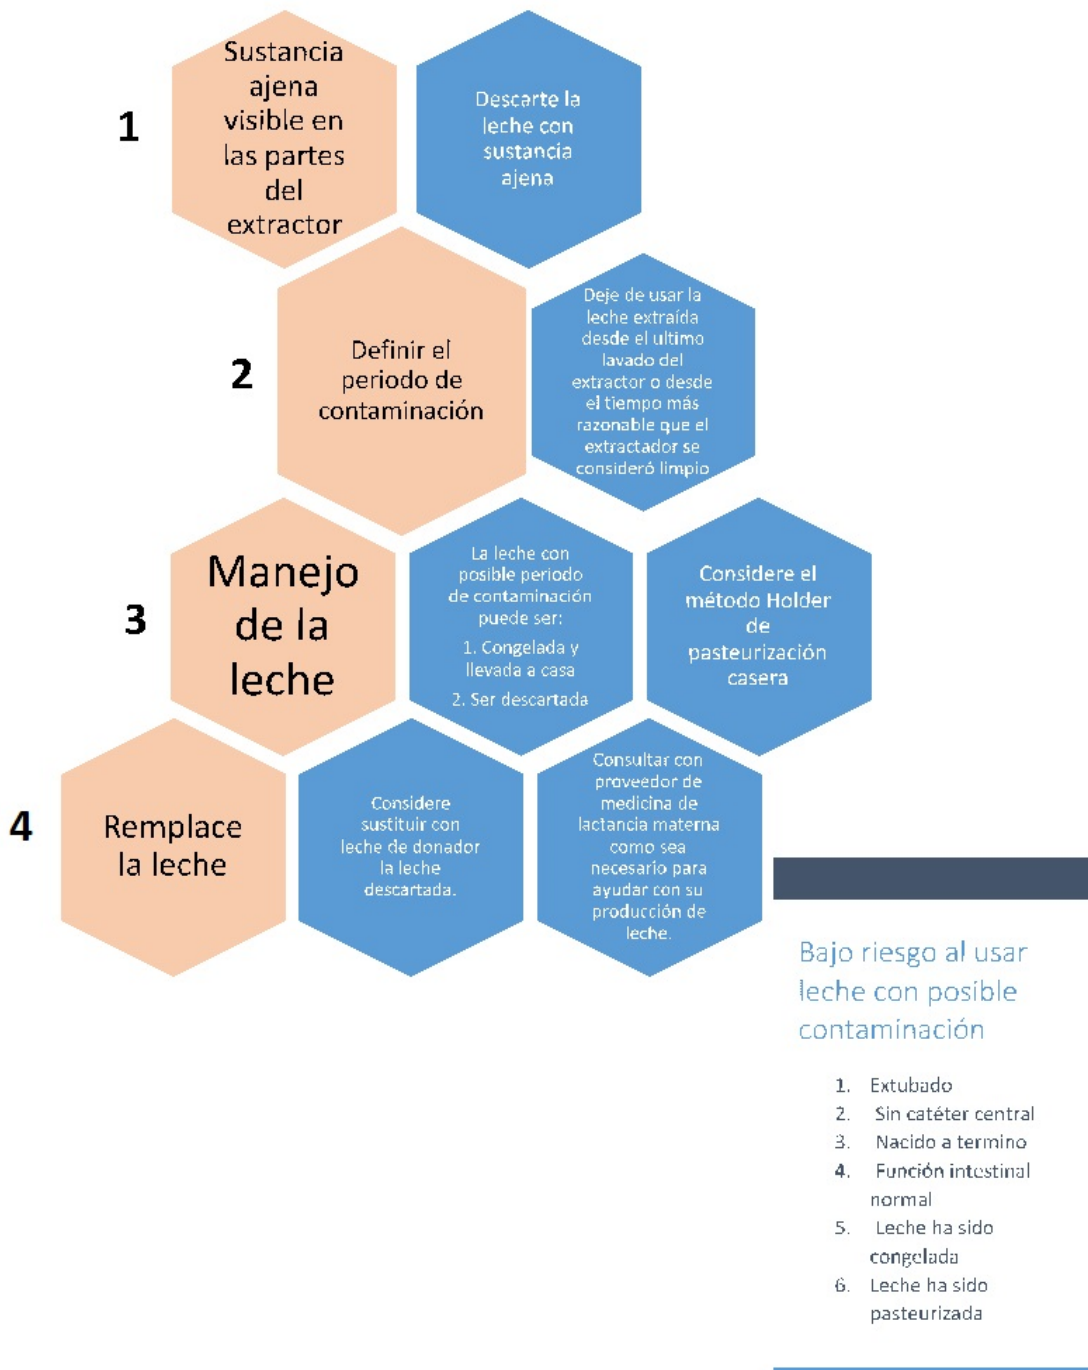 1
Sustancia
ajena
visible en
las partes
del
extractor
Descarte la
leche con
sustancia
ajena
2
Definir el
periodo de
contaminación
Deje de usar la
leche extraída
desde el ultimo
lavado del
extractor o desde
el tiempo más
razonable que el
extractador se
consideró limpio
3
Manejo
de la
leche
La leche con
posible periodo
de contaminación
puede ser:
1. Congelada y
llevada a casa
2. Ser descartada
Considere el
método Holder
de
pasteurización
casera
4
Remplace
la leche
Considere
sustituir con
leche de donador
la leche
descartada.
Consultar con
proveedor de
medicina de
lactancia materna
como sea
necesario para
ayudar con su
producción de
leche.
Bajo riesgo al usar
leche con posible
contaminación
1. Extubado
2. Sin catéter central
3. Nacido a termino
4. Función intestinal
normal
5. Leche ha sido
congelada
6. Leche ha sido
pasteurizada